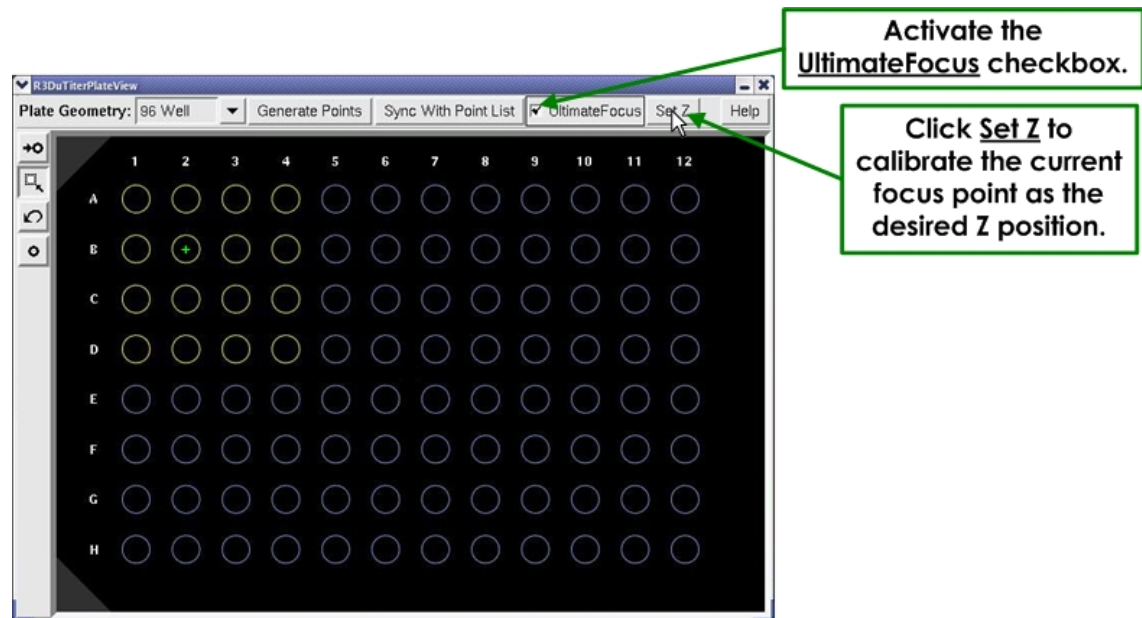 Activate the
UltimateFocus checkbox.
R3DuTiterPlateView
Plate Geometry: 96 Well Generate Points Sync With Point List UltimateFocus Set Z Help
Click Set Z to
calibrate the current
focus point as the
desired Z position.
1 2 3 4 5 6 7 8 9 10 11 12
A
B
C
D
E
F
G
H